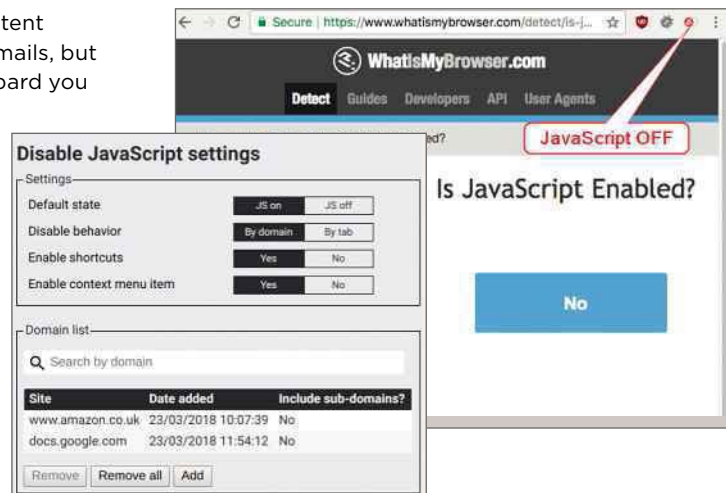 tent
mails, but
oard you
Secure | https://www.whatismybrowser.com/detect/is-j...
WhatIsMyBrowser.com
Detect Guides Developers API User Agents
ed?
JavaScript OFF
Is JavaScript Enabled?
No
Disable JavaScript settings
Settings
Default state JS on JS off
Disable behavior By domain By tab
Enable shortcuts Yes No
Enable context menu item Yes No
Domain list
Search by domain
Site Date added Include sub-domains?
www.amazon.co.uk 23/03/2018 10:07:39 No
docs.google.com 23/03/2018 11:54:12 No
Remove Remove all Add